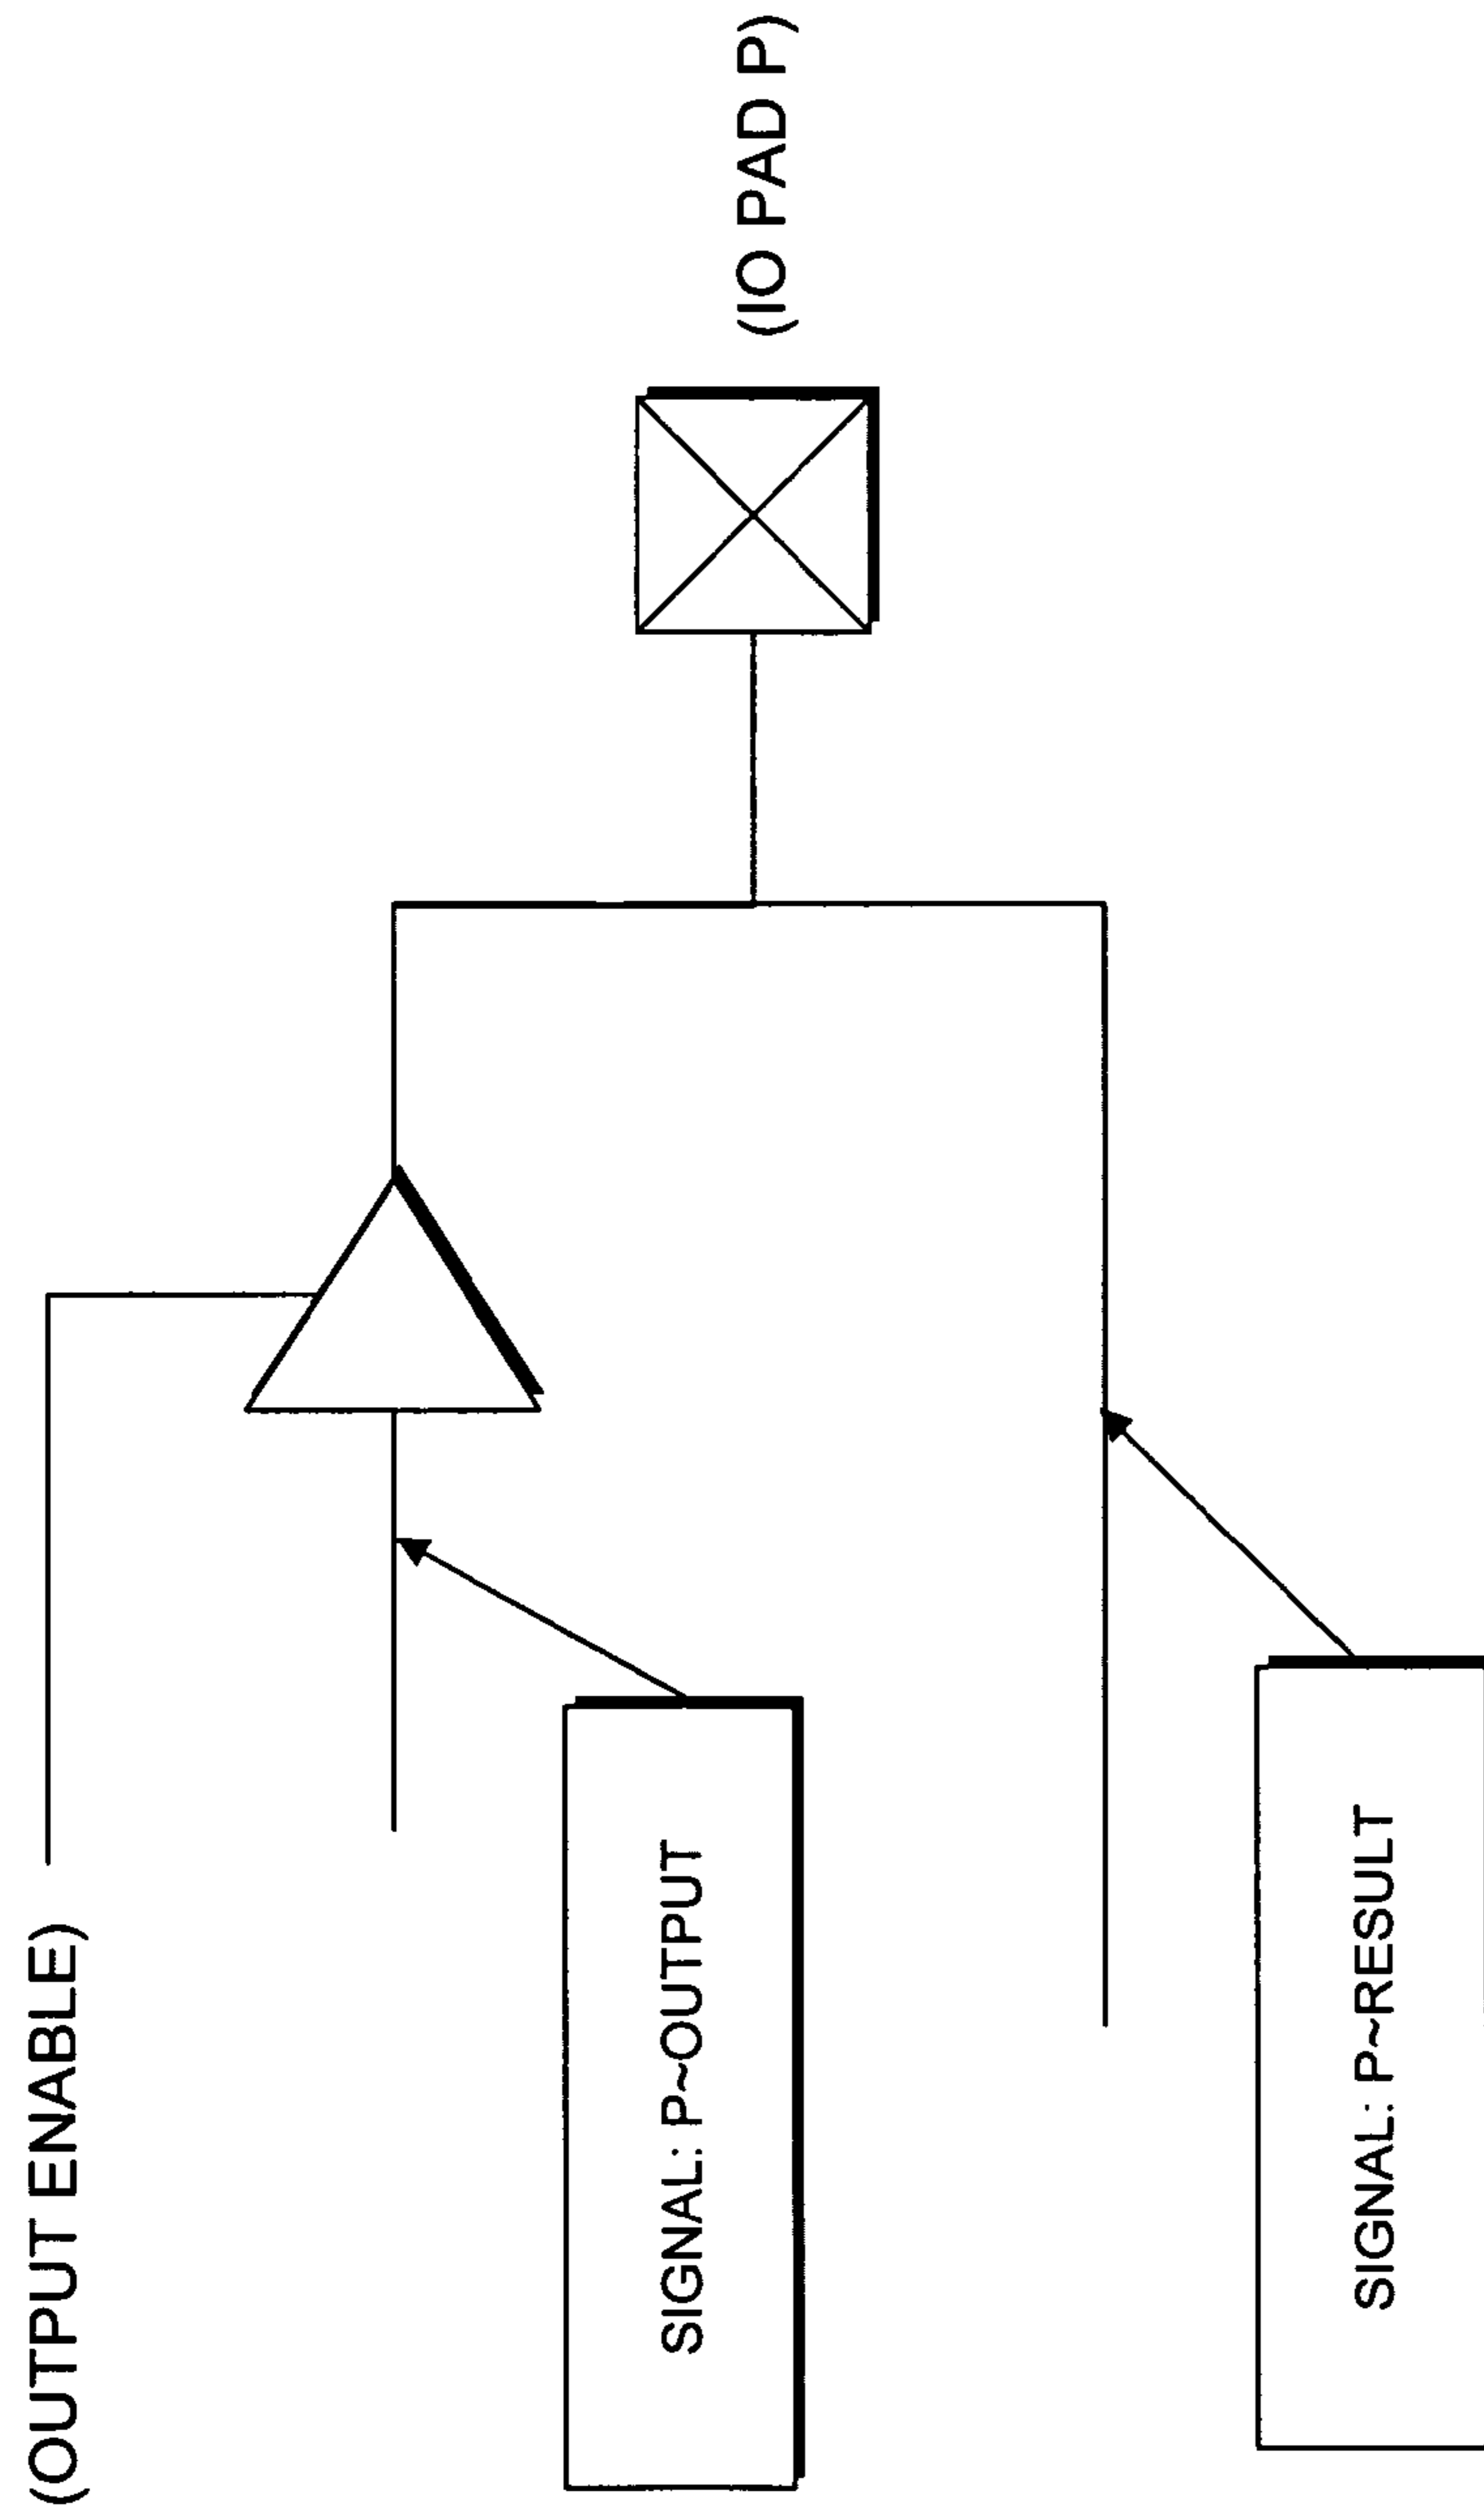 (OUTPUT ENABLE)
(IO PAD P)
SIGNAL: P~OUTPUT
SIGNAL: P~RESULT